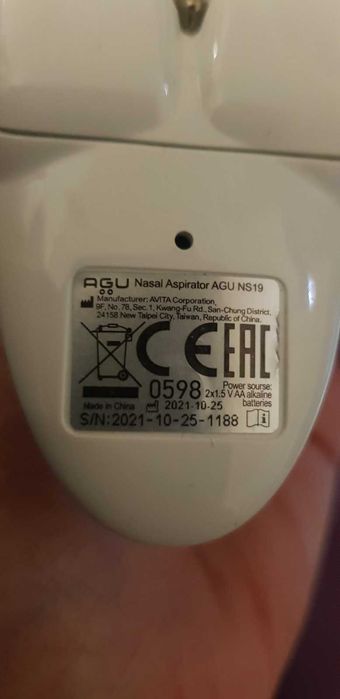 AGU Nasal Aspirator AGU NS19
Manufacturer: AVITA Corporation,
9F, No. 78, Sec. 1, Kwang-Fu Rd., San-Chung District,
24158 New Taipei City, Taiwan, Republic of China.
CE EAC
0598
Power sourse:
2x1.5 V AA alkaline
batteries
Made in China 2021-10-25
S/N: 2021-10-25-1188